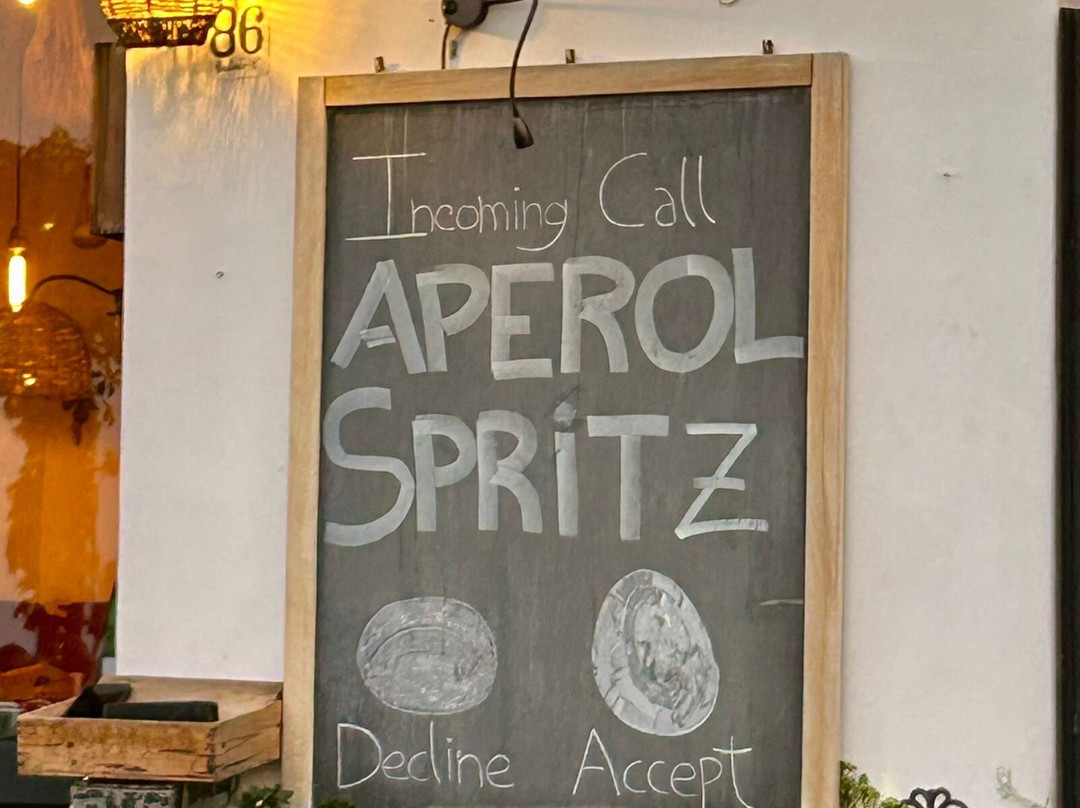 86
Incoming Call
APEROL
SPRiTZ
Decline Accept